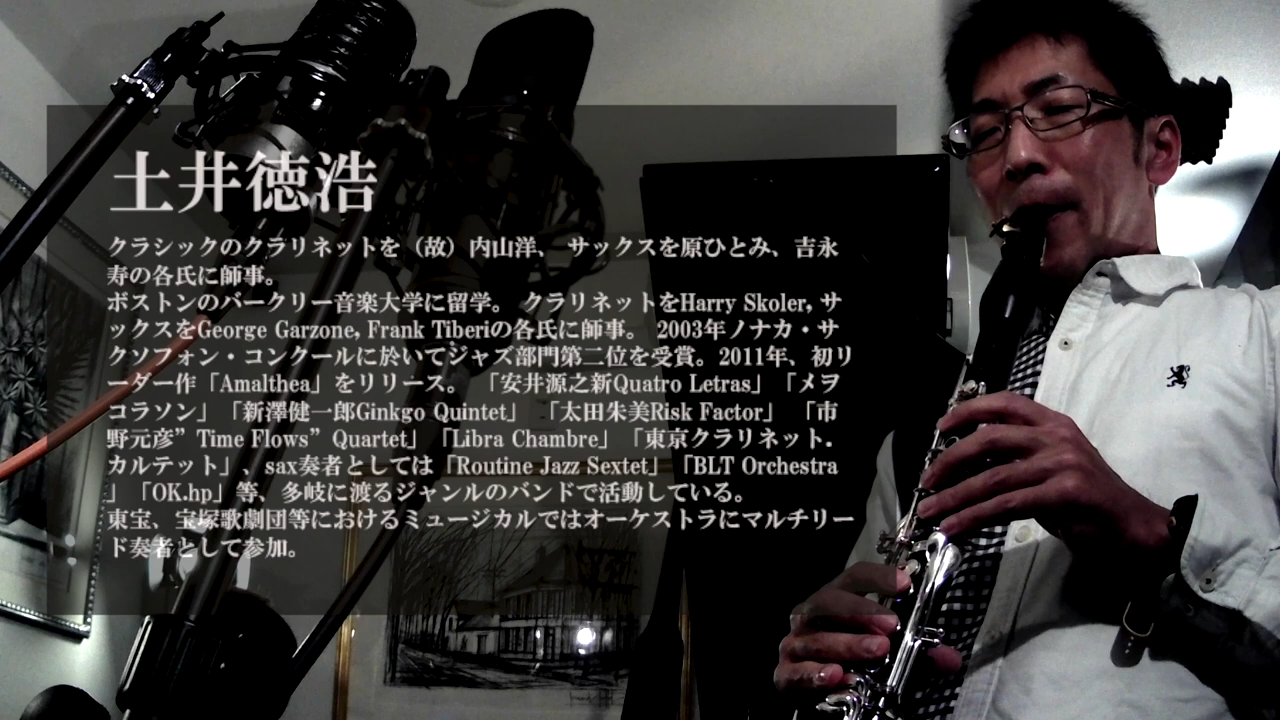 土井徳浩
クラシックのクラリネットを（故）内山洋、 サックスを原ひとみ、吉永
寿の各氏に師事。
ボストンのバークリー音楽大学に留学。 クラリネットをHarry Skoler, サ
ックスをGeorge Garzone, Frank Tiberiの各氏に師事。 2003年ノナカ・サ
クソフォン・コンクールに於いてジャズ部門第二位を受賞。2011年、初リ
ーダー作「Amalthea」をリリース。 「安井源之新Quatro Letras」「メヲ
コラソン」「新澤健一郎Ginkgo Quintet」 「太田朱美Risk Factor」 「市
野元彦”Time Flows”Quartet」「Libra Chambre」「東京クラリネット.
カルテット」、sax奏者としては「Routine Jazz Sextet」「BLT Orchestra
」「OK.hp」等、多岐に渡るジャンルのバンドで活動している。
東宝、宝塚歌劇団等におけるミュージカルではオーケストラにマルチリー
ド奏者として参加。